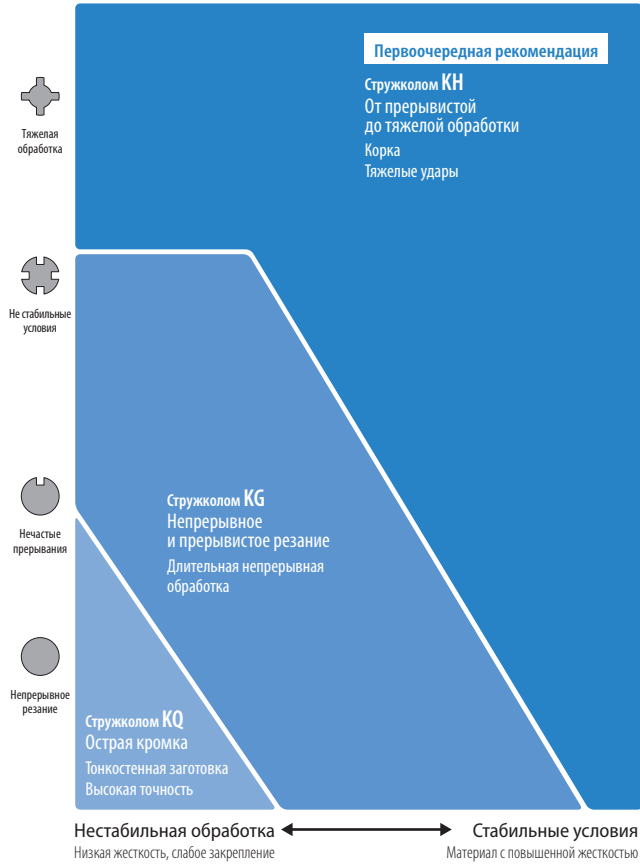 Первоочередная рекомендация
Стружколом KH
От прерывистой
до тяжелой обработки
Корка
Тяжелые удары
Тяжелая
обработка
Не стабильные
условия
Стружколом KG
Непрерывное
и прерывистое резание
Длительная непрерывная
обработка
Нечастые
прерывания
Непрерывное
резание
Стружколом KQ
Острая кромка
Тонкостенная заготовка
Высокая точность
Нестабильная обработка
Низкая жесткость, слабое закрепление
Стабильные условия
Материал с повышенной жесткостью